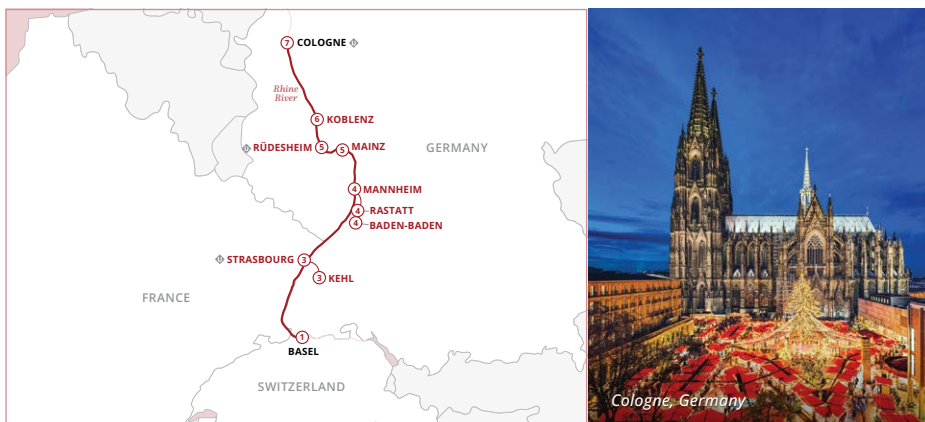 7 COLOGNE
Rhine
River
6 KOBLENZ
RÜDESHEIM 5
5 MAINZ
GERMANY
4 MANNHEIM
4 RASTATT
4 BADEN-BADEN
STRASBOURG 3
3 KEHL
FRANCE
1
BASEL
SWITZERLAND
Cologne, Germany